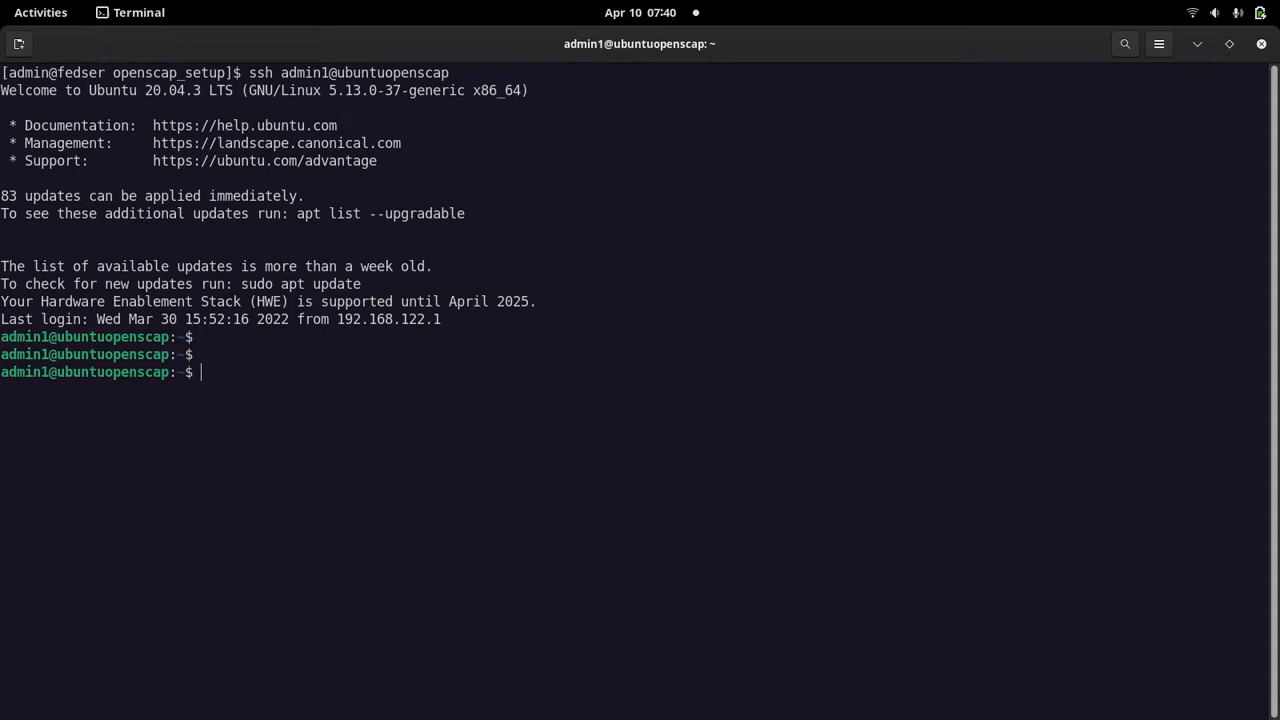 Activities Terminal Apr 10 07:40
admin1@ubuntuopenscap: ~
[admin@fedser openscap_setup]$ ssh admin1@ubuntuopenscap
Welcome to Ubuntu 20.04.3 LTS (GNU/Linux 5.13.0-37-generic x86_64)
* Documentation:  https://help.ubuntu.com
* Management:     https://landscape.canonical.com
* Support:        https://ubuntu.com/advantage
83 updates can be applied immediately.
To see these additional updates run: apt list --upgradable
The list of available updates is more than a week old.
To check for new updates run: sudo apt update
Your Hardware Enablement Stack (HWE) is supported until April 2025.
Last login: Wed Mar 30 15:52:16 2022 from 192.168.122.1
admin1@ubuntuopenscap:~$
admin1@ubuntuopenscap:~$
admin1@ubuntuopenscap:~$